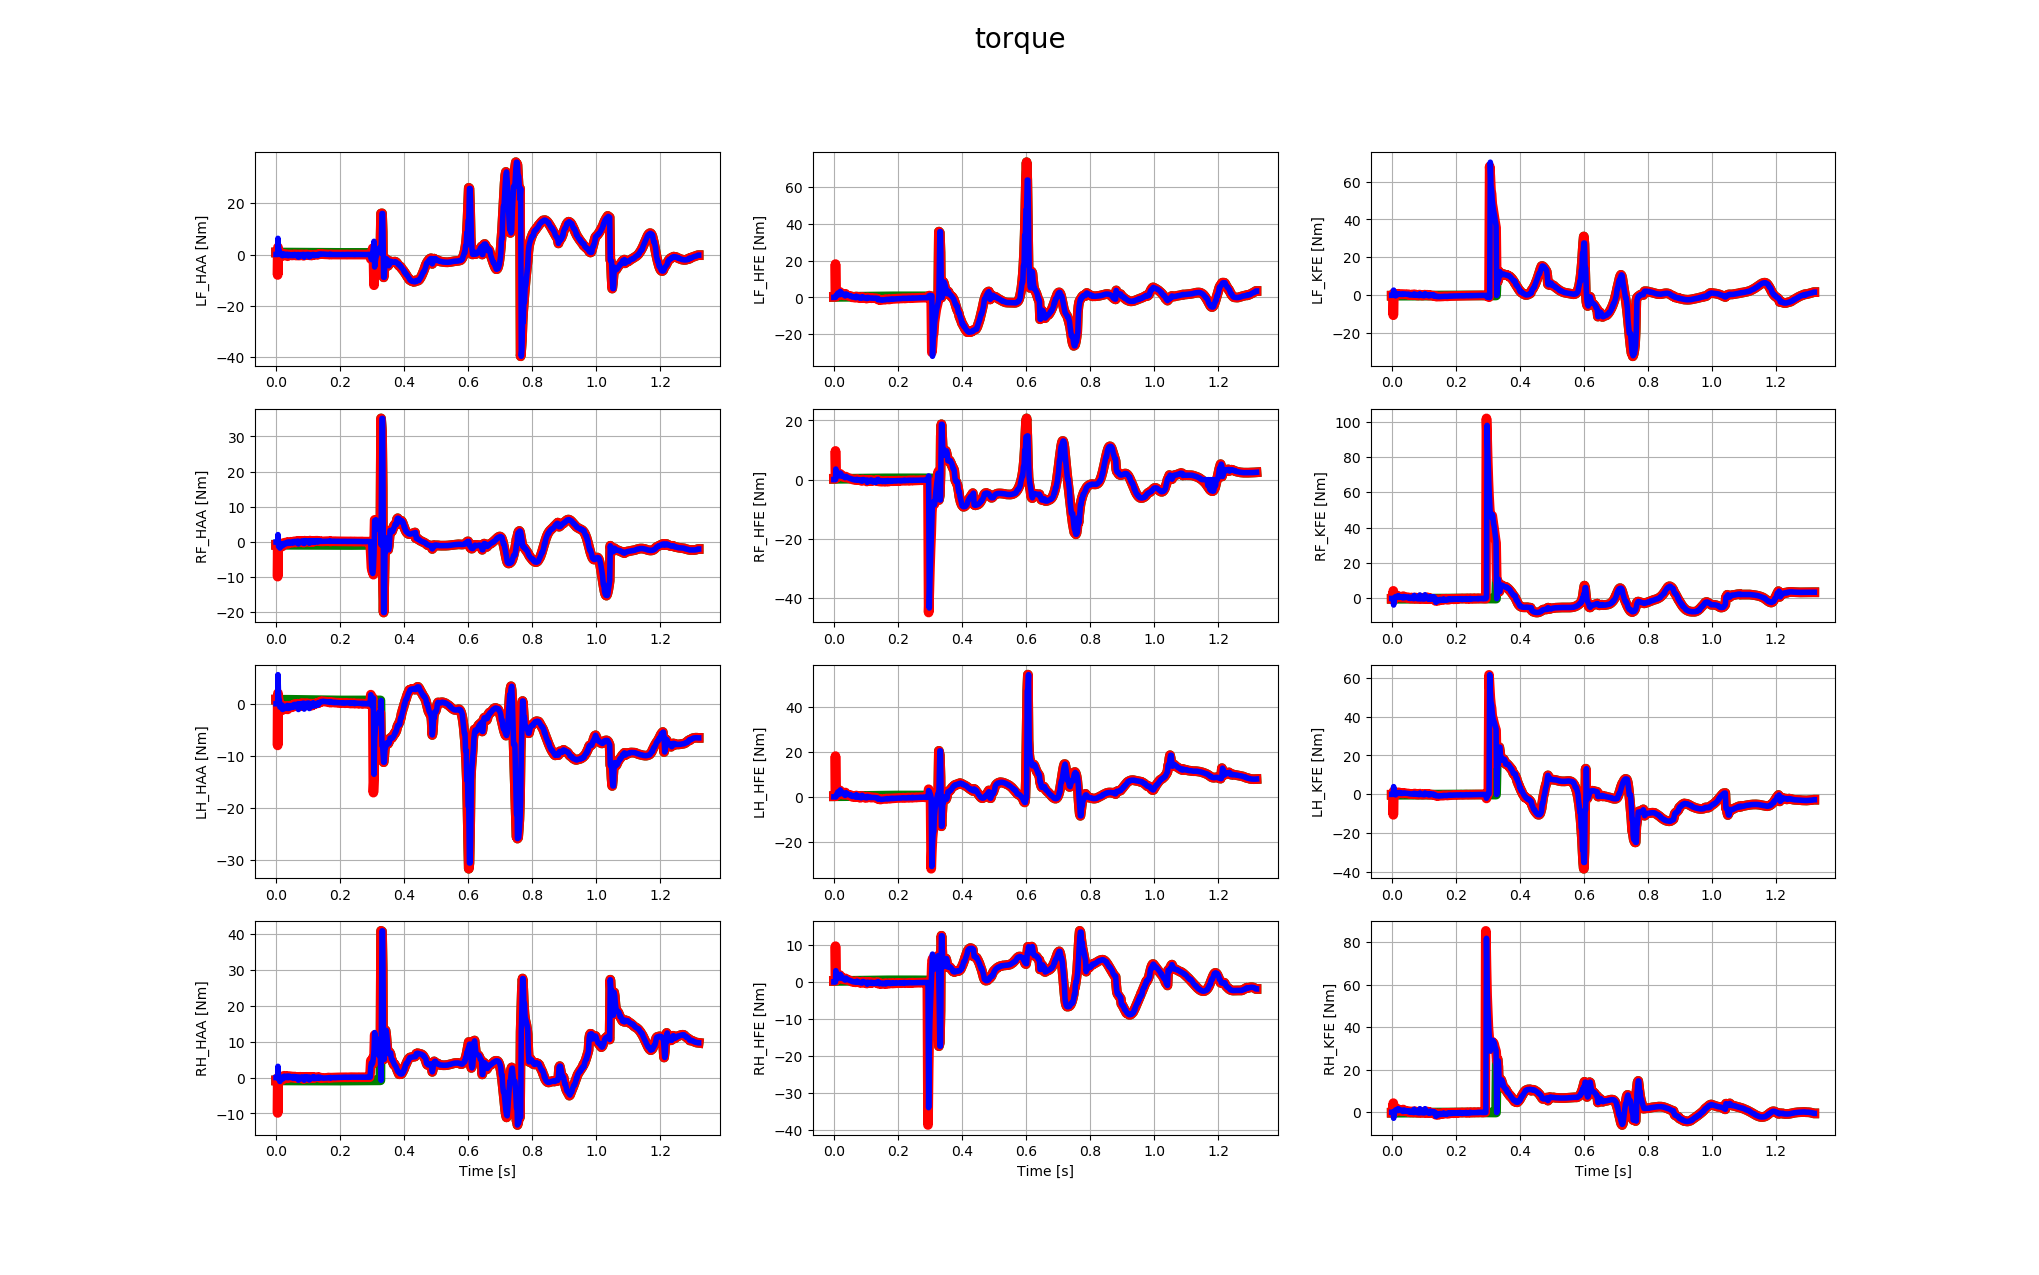 torque
LF_HAA [Nm]
20
0
−20
−40
0.0 0.2 0.4 0.6 0.8 1.0 1.2
LF_HFE [Nm]
60
40
20
0
−20
0.0 0.2 0.4 0.6 0.8 1.0 1.2
LF_KFE [Nm]
60
40
20
0
−20
0.0 0.2 0.4 0.6 0.8 1.0 1.2
RF_HAA [Nm]
30
20
10
0
−10
−20
0.0 0.2 0.4 0.6 0.8 1.0 1.2
RF_HFE [Nm]
20
0
−20
−40
0.0 0.2 0.4 0.6 0.8 1.0 1.2
RF_KFE [Nm]
100
80
60
40
20
0
0.0 0.2 0.4 0.6 0.8 1.0 1.2
LH_HAA [Nm]
0
−10
−20
−30
0.0 0.2 0.4 0.6 0.8 1.0 1.2
LH_HFE [Nm]
40
20
0
−20
0.0 0.2 0.4 0.6 0.8 1.0 1.2
LH_KFE [Nm]
60
40
20
0
−20
−40
0.0 0.2 0.4 0.6 0.8 1.0 1.2
RH_HAA [Nm]
40
30
20
10
0
−10
0.0 0.2 0.4 0.6 0.8 1.0 1.2
Time [s]
RH_HFE [Nm]
10
0
−10
−20
−30
−40
0.0 0.2 0.4 0.6 0.8 1.0 1.2
Time [s]
RH_KFE [Nm]
80
60
40
20
0
0.0 0.2 0.4 0.6 0.8 1.0 1.2
Time [s]